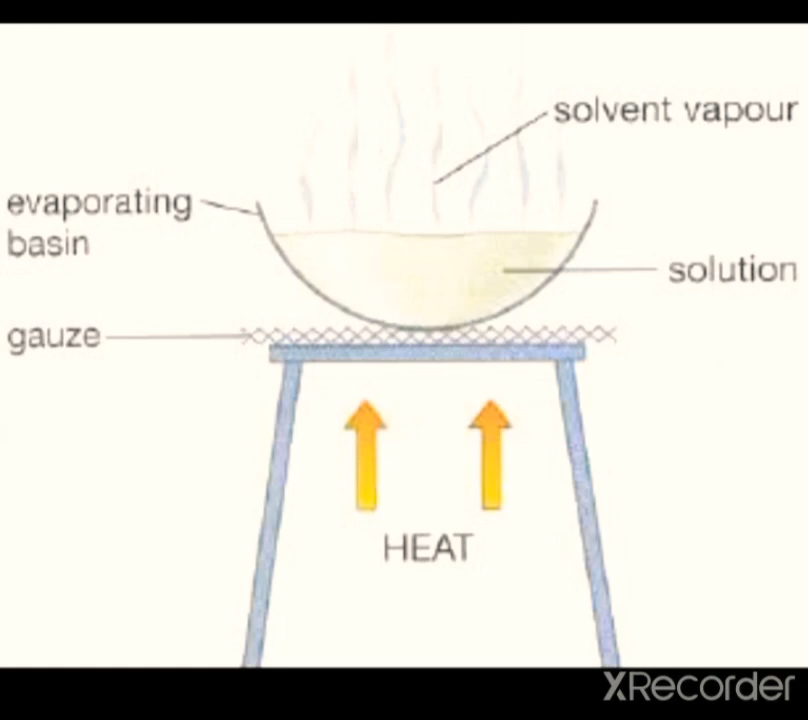 solvent vapour
evaporating
basin
solution
gauze
HEAT
XRecorder